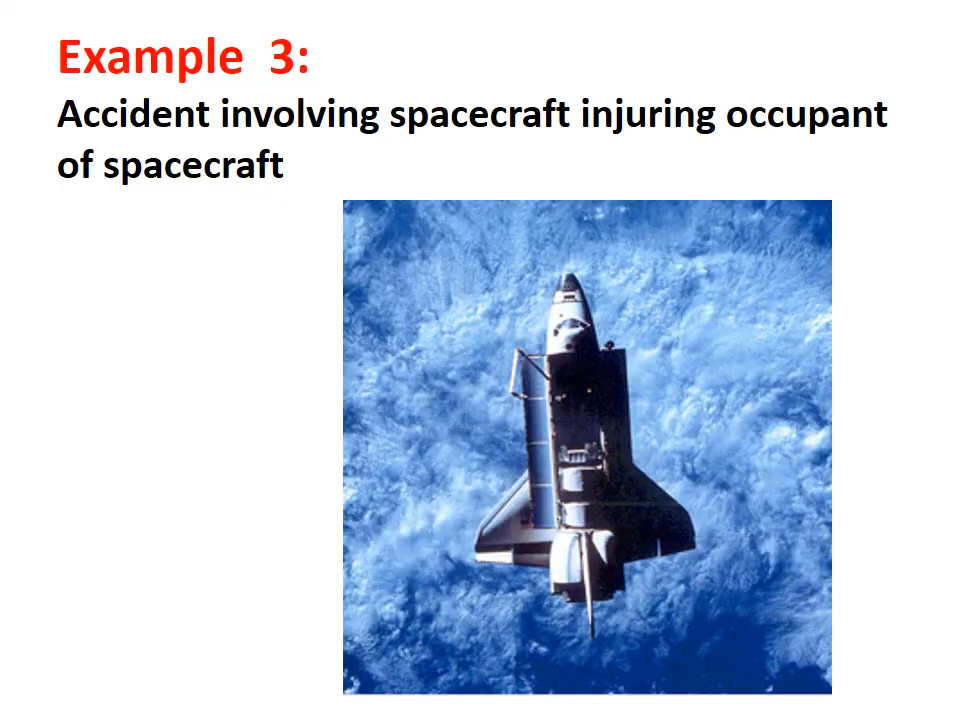 Example 3:
Accident involving spacecraft injuring occupant
of spacecraft